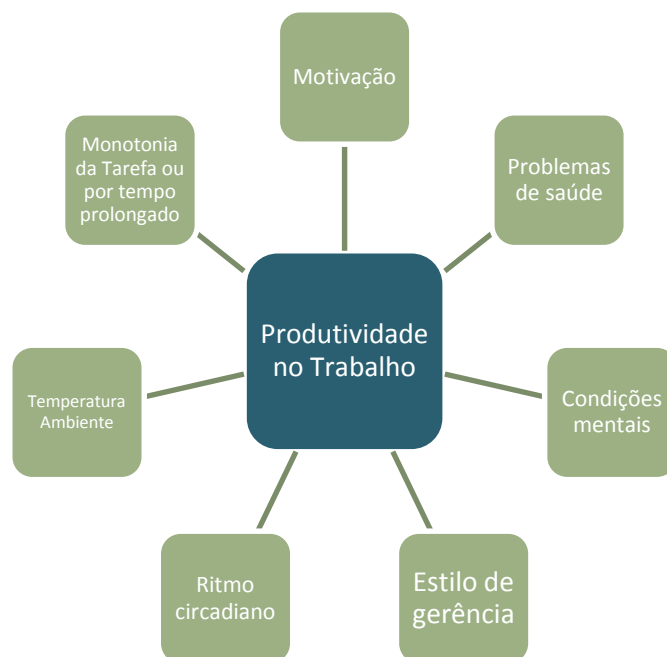 Motivação
Monotonia
da Tarefa ou
por tempo
prolongado
Problemas
de saúde
Produtividade
no Trabalho
Temperatura
Ambiente
Condições
mentais
Ritmo
circadiano
Estilo de
gerência